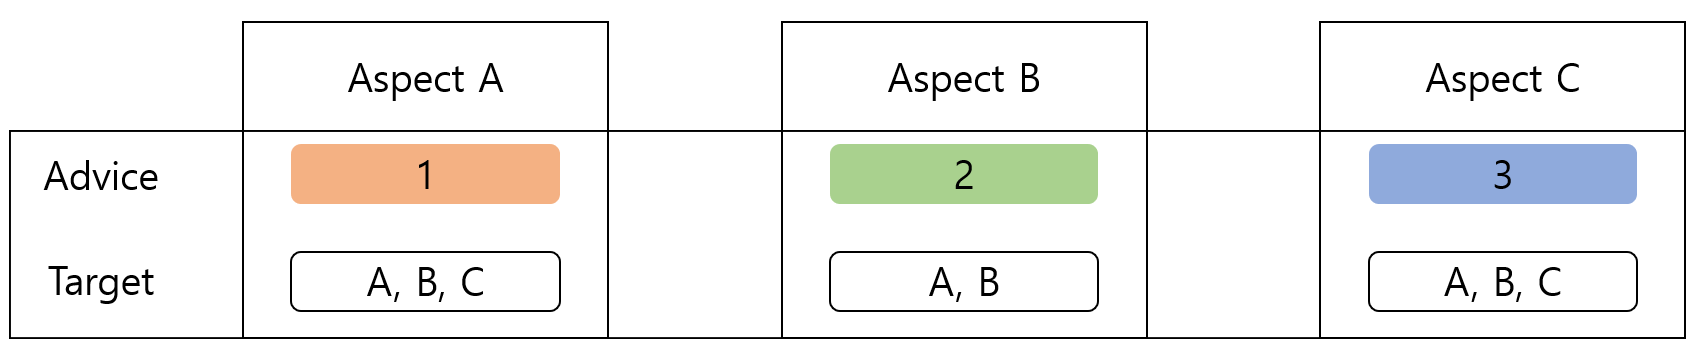 Aspect A Aspect B Aspect C
Advice 1 2 3
Target A, B, C A, B A, B, C